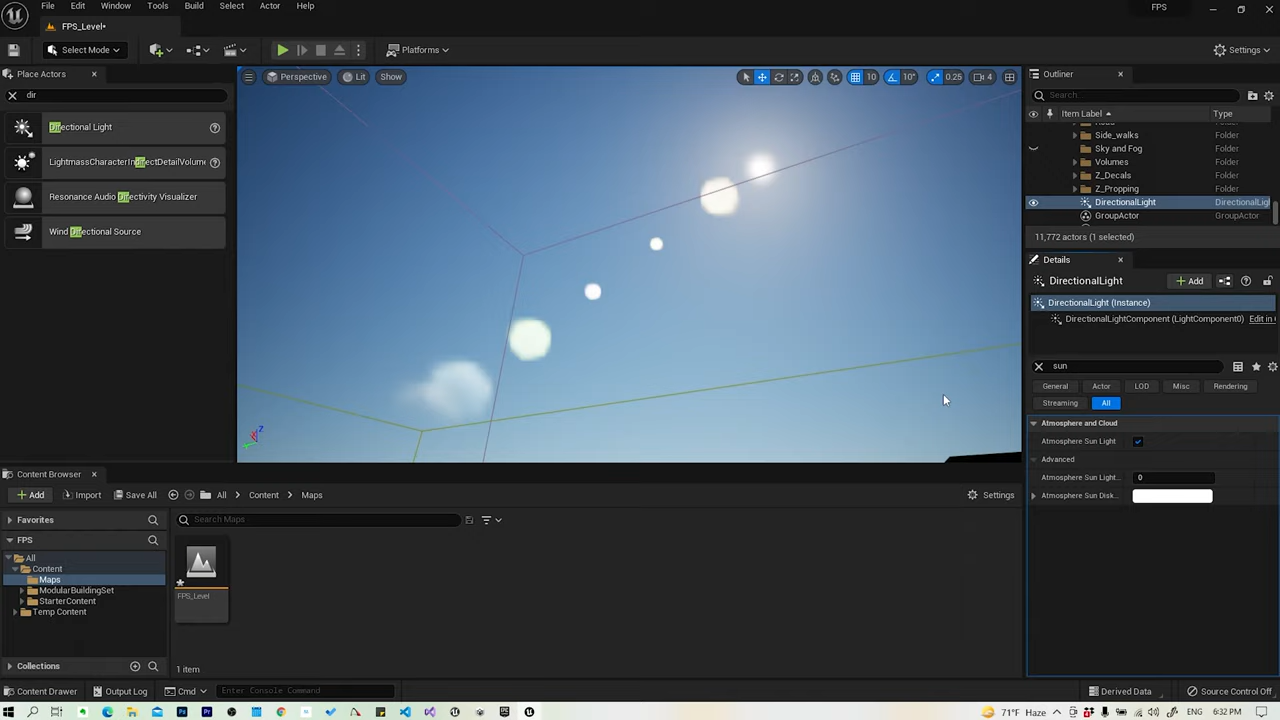 File Edit Window Tools Build Select Actor Help FPS
FPS_Level•
Select Mode Platforms Settings
Place Actors
dir
Directional Light
LightmassCharacterIndirectDetailVolume
Resonance Audio Directivity Visualizer
Wind Directional Source
Perspective Lit Show 10 10° 0.25 4
Z
Outliner
Search...
Item Label Type
Side_walks Folder
Sky and Fog Folder
Volumes Folder
Z_Decals Folder
Z_Propping Folder
DirectionalLight DirectionalLig
GroupActor GroupActor
11,772 actors (1 selected)
Details
DirectionalLight Add
DirectionalLight (Instance)
DirectionalLightComponent (LightComponent0) Edit in
sun
General Actor LOD Misc Rendering
Streaming All
Atmosphere and Cloud
Atmosphere Sun Light
Advanced
Atmosphere Sun Light... 0
Atmosphere Sun Disk...
Content Browser
Add Import Save All All Content Maps Settings
Favorites
FPS
All
Content
Maps
ModularBuildingSet
StarterContent
Temp Content
Collections
Search Maps
FPS_Level
1 item
Content Drawer Output Log Cmd Enter Console Command Derived Data Source Control Off
71°F Haze ENG 6:32 PM